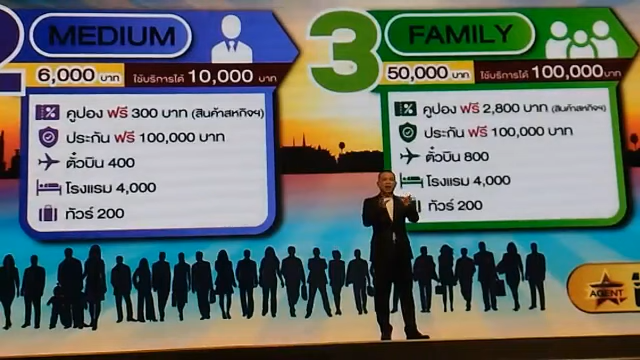 2 MEDIUM
6,000 บาท ใช้บริการได้ 10,000 บาท
คูปอง ฟรี 300 บาท (สินค้าสหกิจฯ)
ประกัน ฟรี 100,000 บาท
ตั๋วบิน 400
โรงแรม 4,000
ทัวร์ 200
3 FAMILY
50,000 บาท ใช้บริการได้ 100,000 บาท
คูปอง ฟรี 2,800 บาท (สินค้าสหกิจฯ)
ประกัน ฟรี 100,000 บาท
ตั๋วบิน 800
โรงแรม 4,000
ทัวร์ 200
AGENT